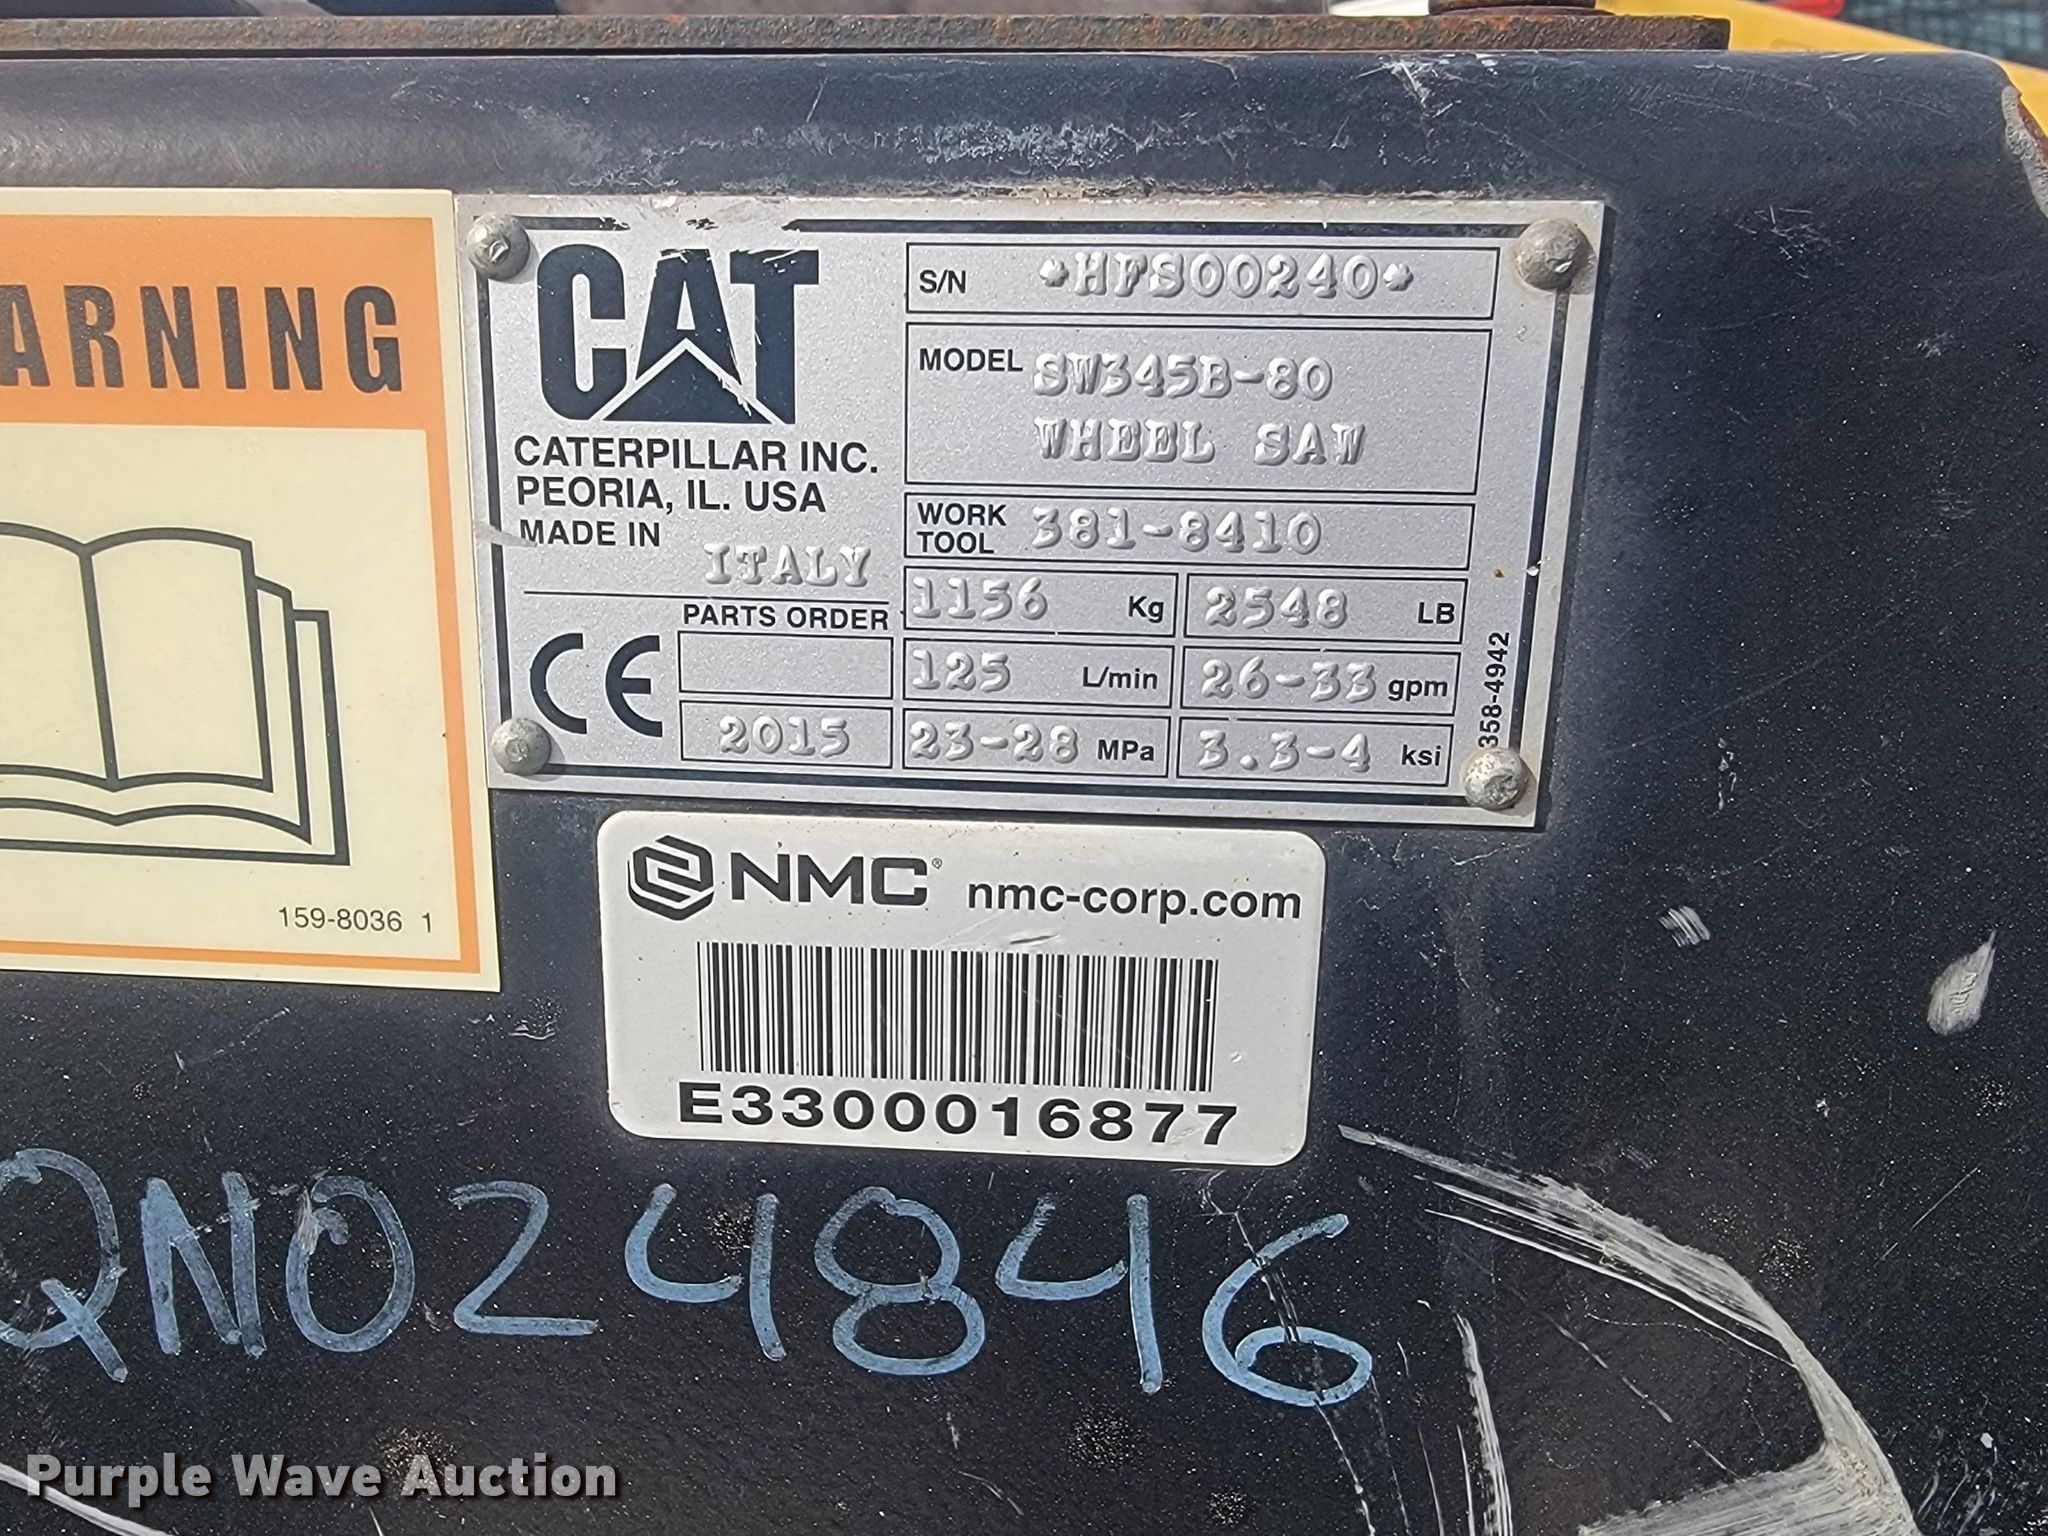 ARNING
159-8036 1
CAT
CATERPILLAR INC.
PEORIA, IL. USA
MADE IN
ITALY
PARTS ORDER
CE
2015
S/N *HFS00240*
MODEL SW345B-80
WHEEL SAW
WORK TOOL 381-8410
1156 Kg 2548 LB
125 L/min 26-33 gpm
23-28 MPa 3.3-4 ksi
358-4942
NMC® nmc-corp.com
E3300016877
QN024846
Purple Wave Auction